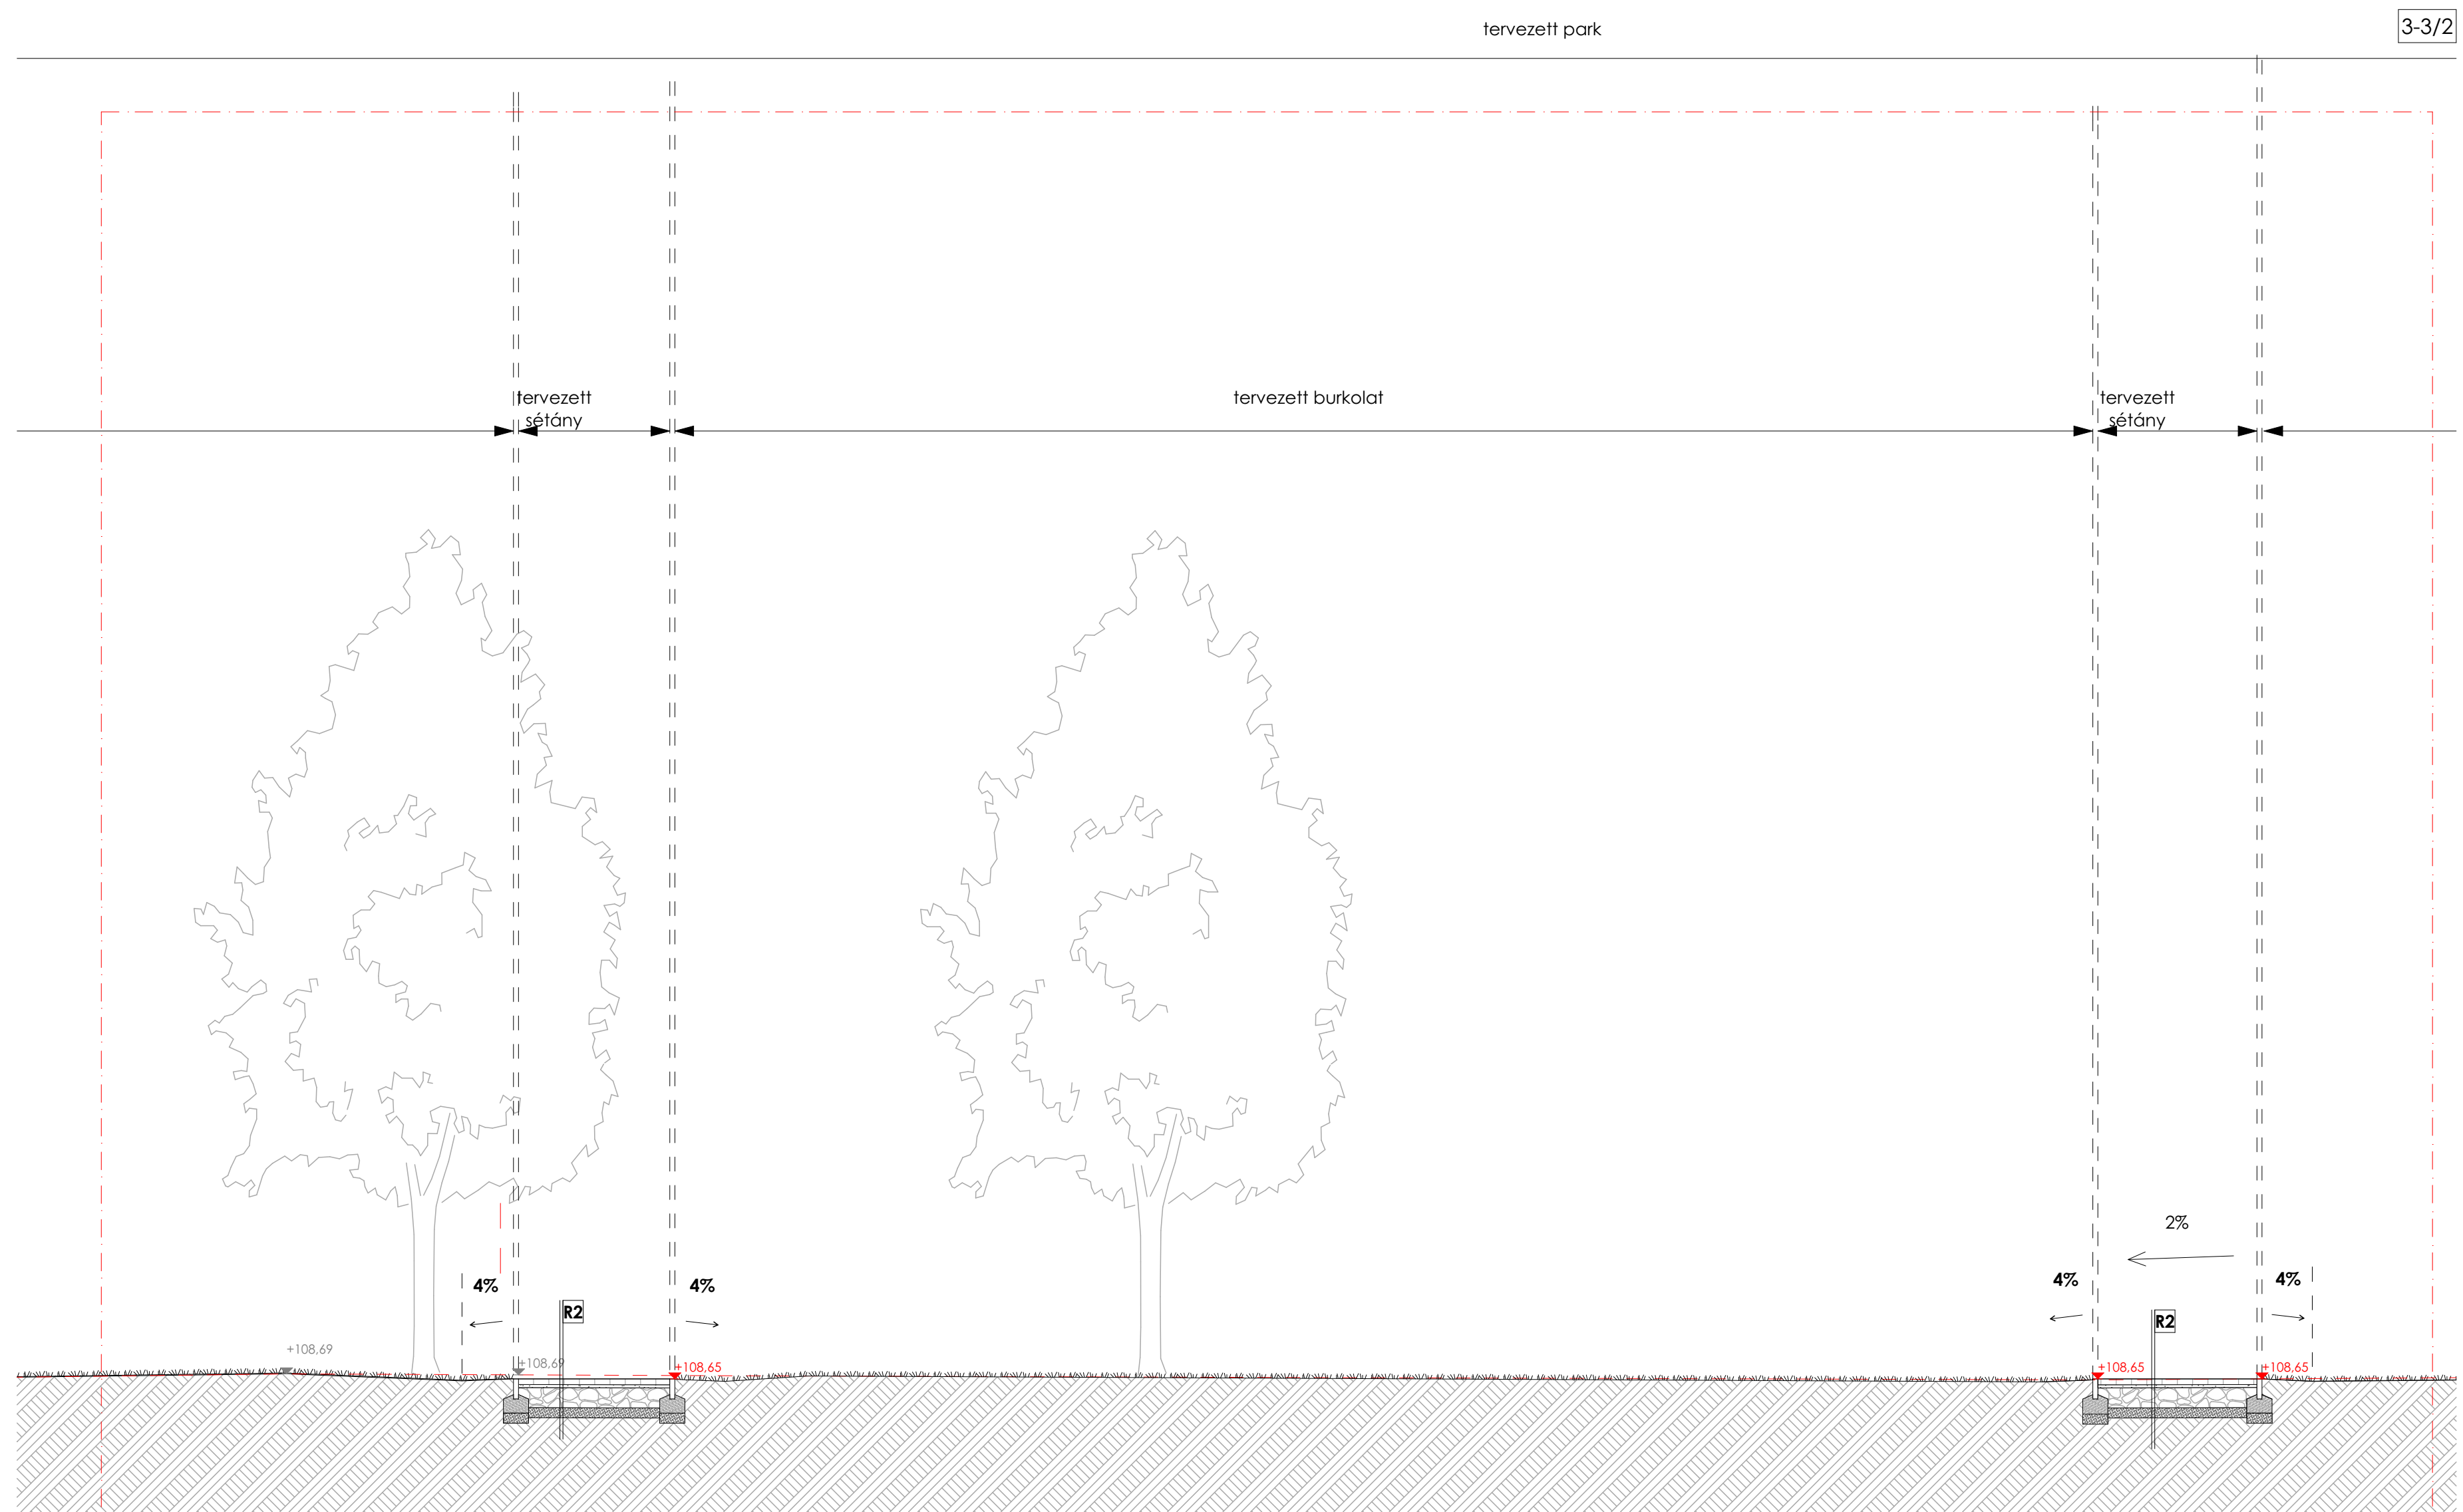 tervezett park
3-3/2
tervezett
sétány
tervezett burkolat
tervezett
sétány
2%
4%
4%
4%
4%
R2
R2
+108,69
+108,69
+108,65
+108,65
+108,65